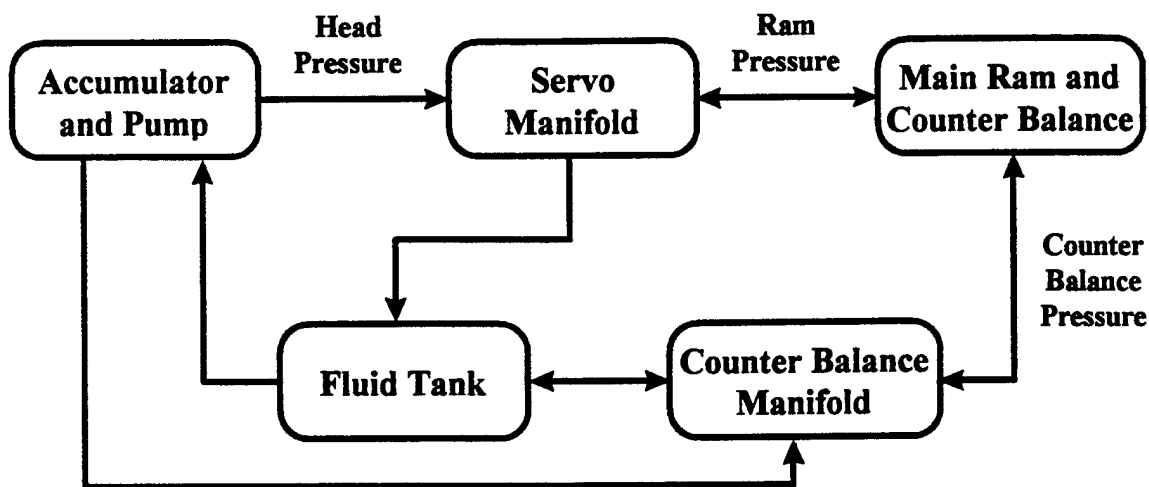 Head
Pressure
Ram
Pressure
Accumulator
and Pump
Servo
Manifold
Main Ram and
Counter Balance
Counter
Balance
Pressure
Fluid Tank
Counter Balance
Manifold